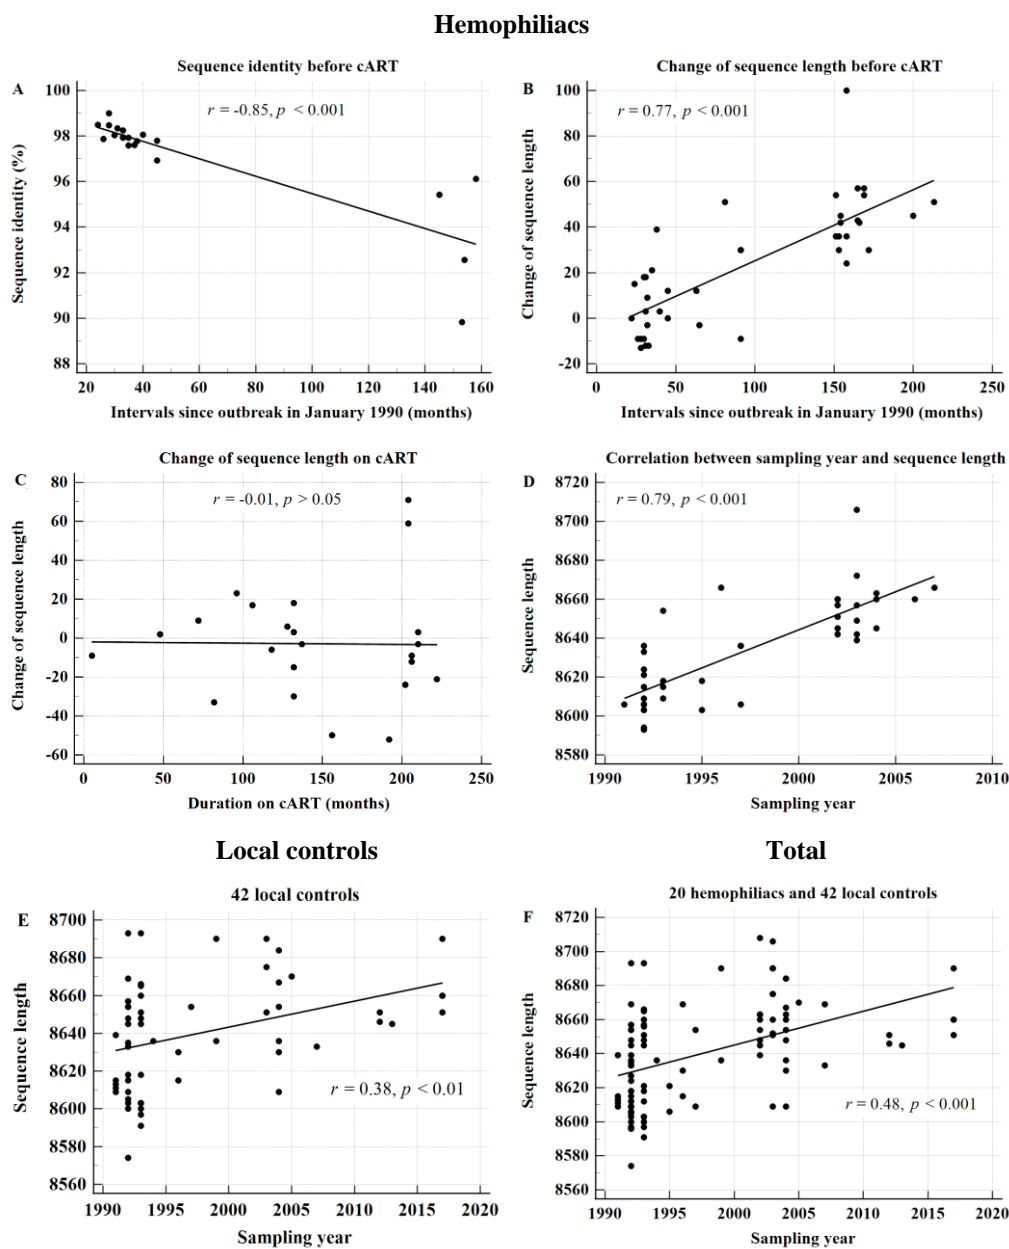 Hemophiliacs
A
Sequence identity before cART
r = -0.85, p < 0.001
Sequence identity (%)
100
98
96
94
92
90
88
20 40 60 80 100 120 140 160
Intervals since outbreak in January 1990 (months)
B
Change of sequence length before cART
r = 0.77, p < 0.001
Change of sequence length
100
80
60
40
20
0
-20
0 50 100 150 200 250
Intervals since outbreak in January 1990 (months)
C
Change of sequence length on cART
r = -0.01, p > 0.05
Change of sequence length
80
60
40
20
0
-20
-40
-60
0 50 100 150 200 250
Duration on cART (months)
D
Correlation between sampling year and sequence length
r = 0.79, p < 0.001
Sequence length
8720
8700
8680
8660
8640
8620
8600
8580
1990 1995 2000 2005 2010
Sampling year
Local controls
E
42 local controls
r = 0.38, p < 0.01
Sequence length
8700
8680
8660
8640
8620
8600
8580
8560
1990 1995 2000 2005 2010 2015 2020
Sampling year
Total
F
20 hemophiliacs and 42 local controls
r = 0.48, p < 0.001
Sequence length
8720
8700
8680
8660
8640
8620
8600
8580
8560
1990 1995 2000 2005 2010 2015 2020
Sampling year